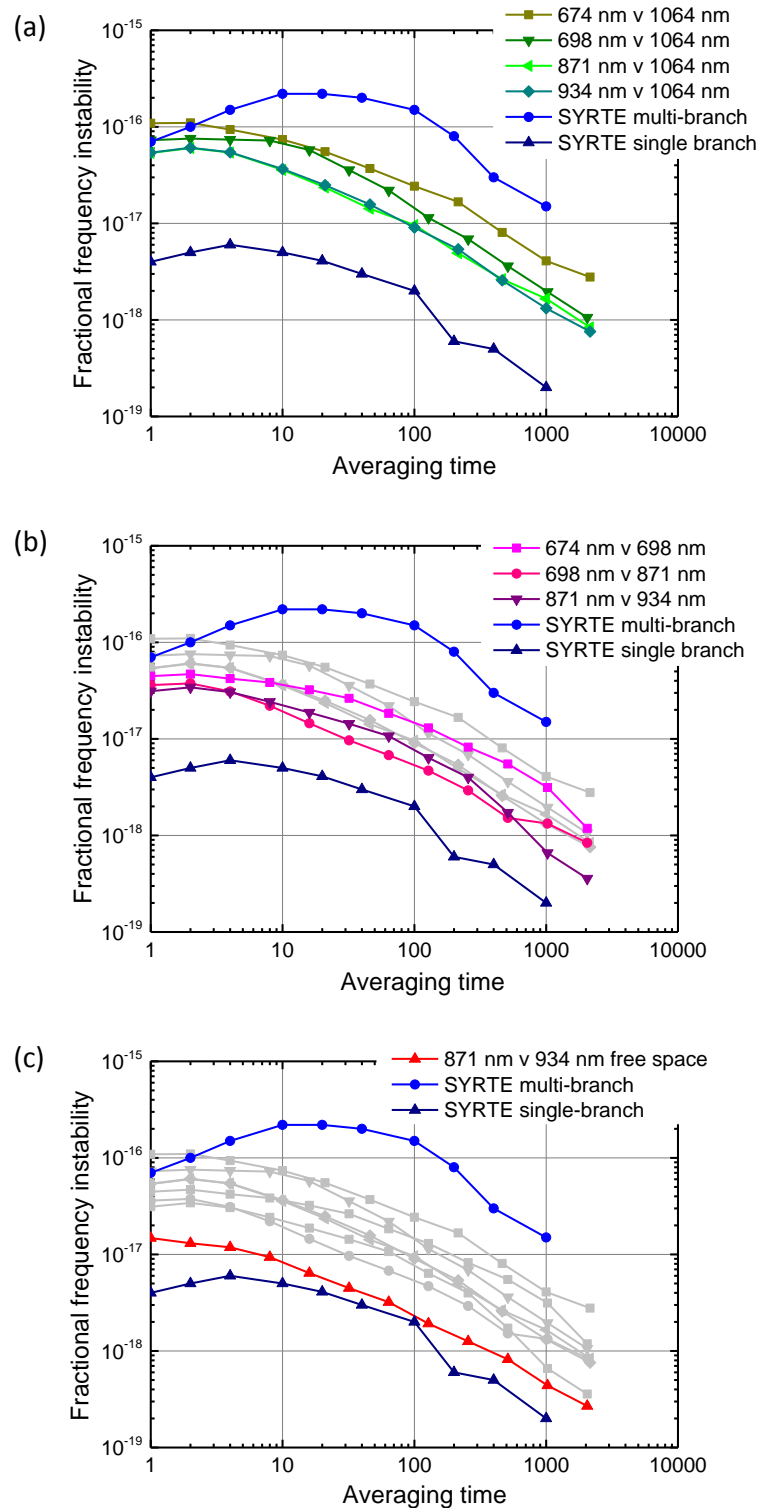 (a)
674 nm v 1064 nm
698 nm v 1064 nm
871 nm v 1064 nm
934 nm v 1064 nm
SYRTE multi-branch
SYRTE single branch
Fractional frequency instability
10⁻¹⁵
10⁻¹⁶
10⁻¹⁷
10⁻¹⁸
10⁻¹⁹
1 10 100 1000 10000
Averaging time
(b)
674 nm v 698 nm
698 nm v 871 nm
871 nm v 934 nm
SYRTE multi-branch
SYRTE single branch
Fractional frequency instability
10⁻¹⁵
10⁻¹⁶
10⁻¹⁷
10⁻¹⁸
10⁻¹⁹
1 10 100 1000 10000
Averaging time
(c)
871 nm v 934 nm free space
SYRTE multi-branch
SYRTE single-branch
Fractional frequency instability
10⁻¹⁵
10⁻¹⁶
10⁻¹⁷
10⁻¹⁸
10⁻¹⁹
1 10 100 1000 10000
Averaging time